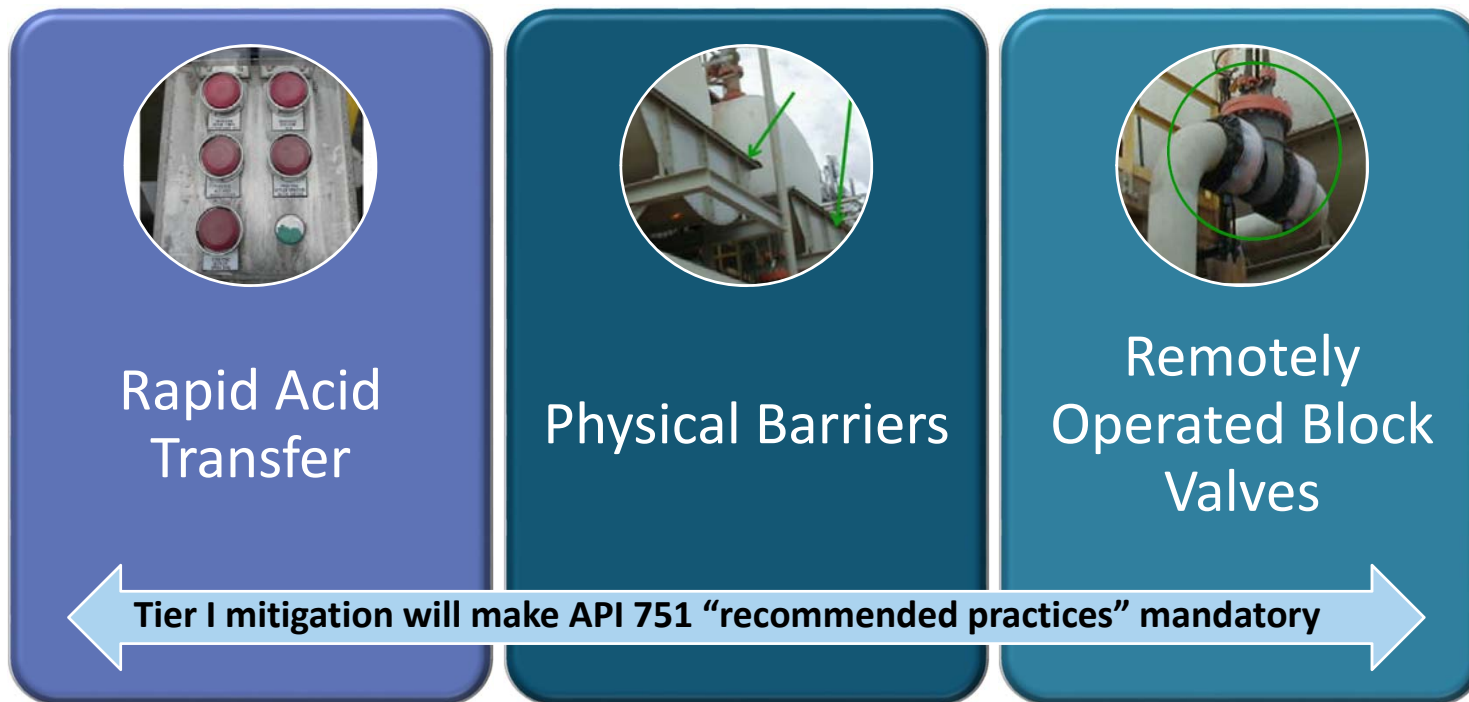 Rapid Acid
Transfer
Physical Barriers
Remotely
Operated Block
Valves
Tier I mitigation will make API 751 “recommended practices” mandatory